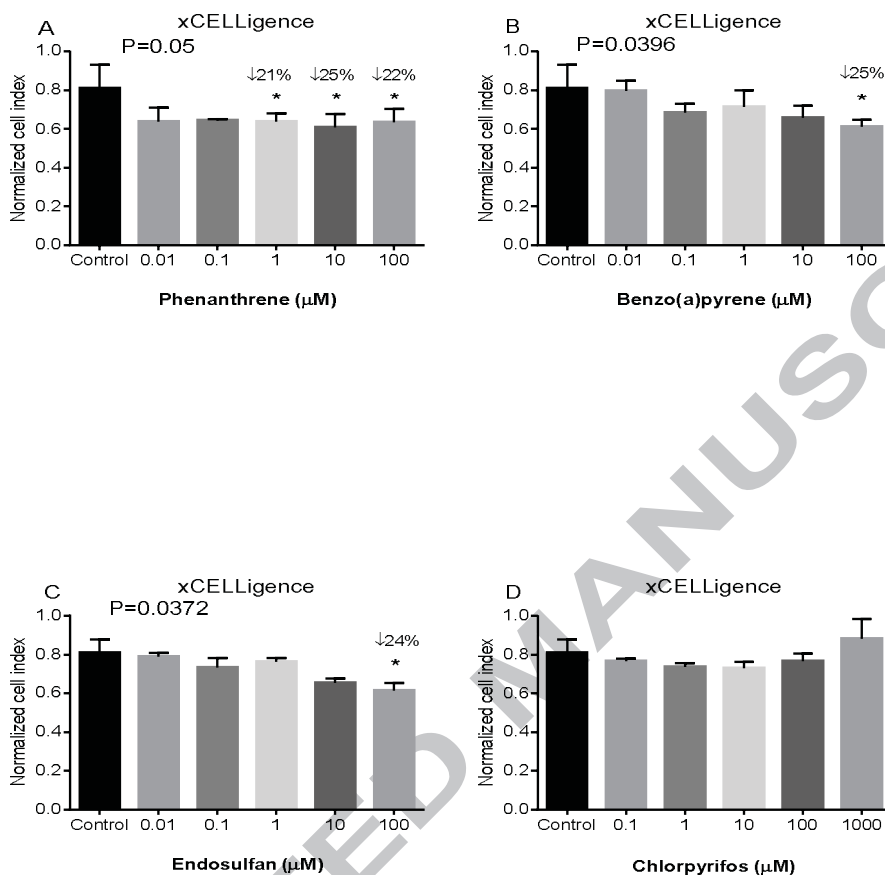 A
xCELLigence
P=0.05
↓21% ↓25% ↓22%
* * *
Normalized cell index
1.0
0.8
0.6
0.4
0.2
0.0
Control 0.01 0.1 1 10 100
Phenanthrene (μM)
B
xCELLigence
P=0.0396
↓25%
*
Normalized cell index
1.0
0.8
0.6
0.4
0.2
0.0
Control 0.01 0.1 1 10 100
Benzo(a)pyrene (μM)
C
xCELLigence
P=0.0372
↓24%
*
Normalized cell index
1.0
0.8
0.6
0.4
0.2
0.0
Control 0.01 0.1 1 10 100
Endosulfan (μM)
D
xCELLigence
Normalized cell index
1.0
0.8
0.6
0.4
0.2
0.0
Control 0.1 1 10 100 1000
Chlorpyrifos (μM)
TED MANUSC